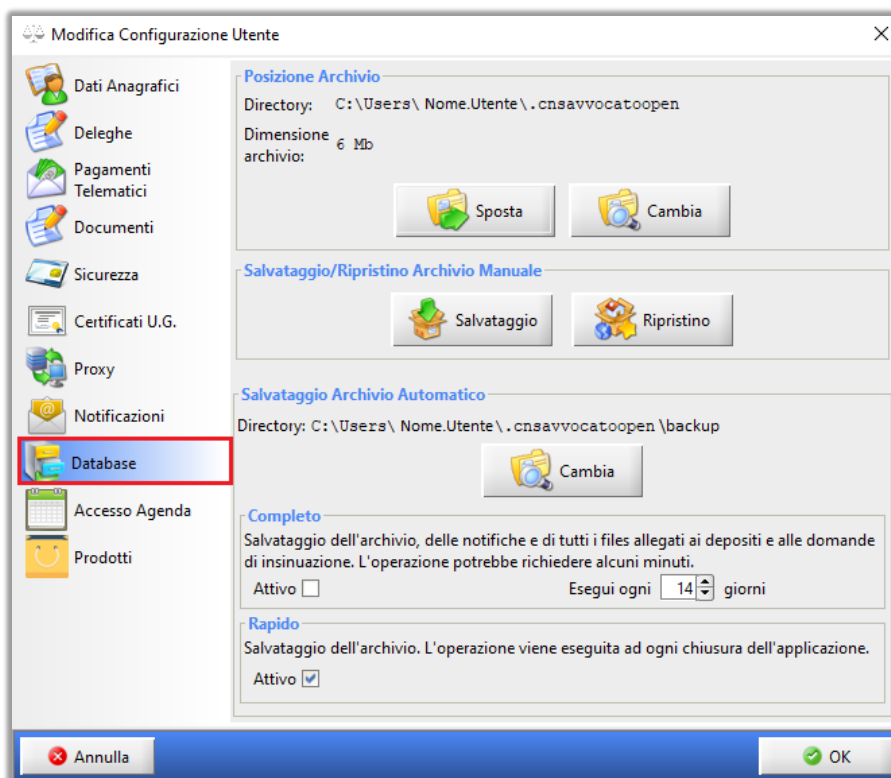 Modifica Configurazione Utente
Dati Anagrafici
Deleghe
Pagamenti
Telematici
Documenti
Sicurezza
Certificati U.G.
Proxy
Notificazioni
Database
Accesso Agenda
Prodotti
Posizione Archivio
Directory: C:\Users\ Nome.Utente\.cnsavvocatoopen
Dimensione
archivio: 6 Mb
Sposta
Cambia
Salvataggio/Ripristino Archivio Manuale
Salvataggio
Ripristino
Salvataggio Archivio Automatico
Directory: C:\Users\ Nome.Utente\.cnsavvocatoopen \backup
Cambia
Completo
Salvataggio dell'archivio, delle notifiche e di tutti i files allegati ai depositi e alle domande
di insinuazione. L'operazione potrebbe richiedere alcuni minuti.
Attivo Esegui ogni 14 giorni
Rapido
Salvataggio dell'archivio. L'operazione viene eseguita ad ogni chiusura dell'applicazione.
Attivo
Annulla
OK